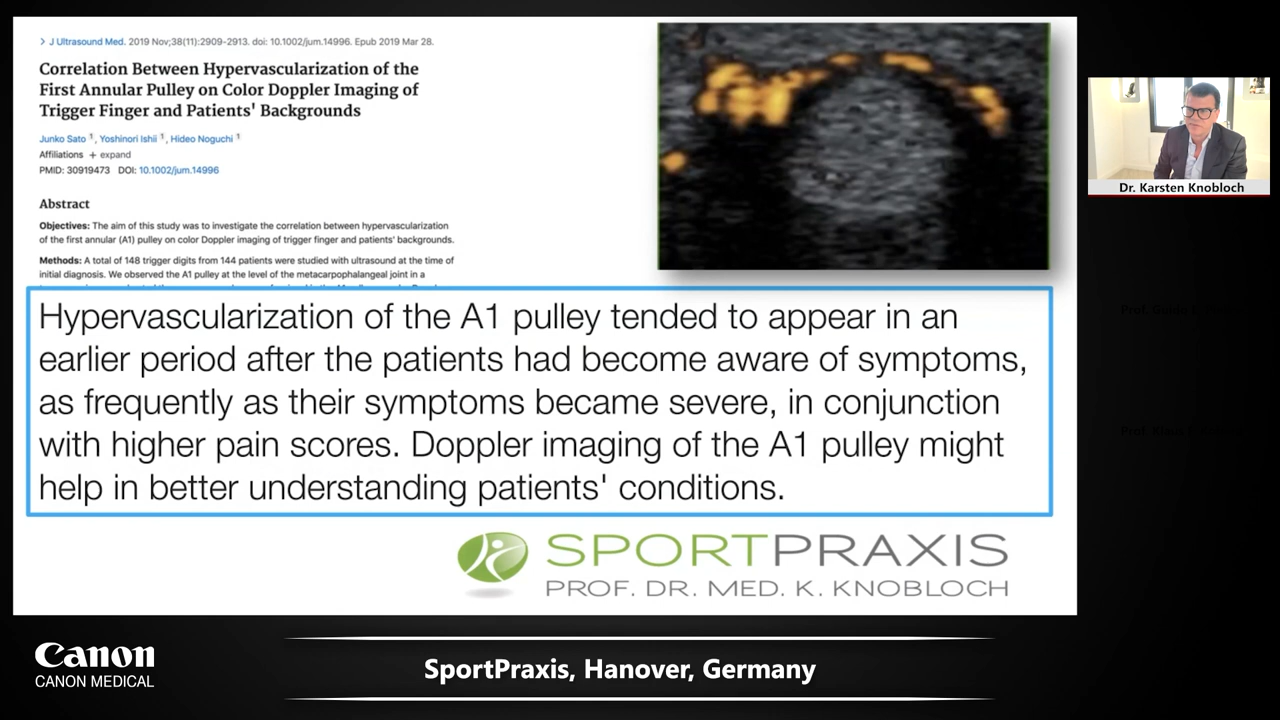 > J Ultrasound Med. 2019 Nov;38(11):2909-2913. doi: 10.1002/jum.14996. Epub 2019 Mar 28.
Correlation Between Hypervascularization of the
First Annular Pulley on Color Doppler Imaging of
Trigger Finger and Patients' Backgrounds
Junko Sato 1, Yoshinori Ishii 1, Hideo Noguchi 1
Affiliations + expand
PMID: 30919473 DOI: 10.1002/jum.14996
Abstract
Objectives: The aim of this study was to investigate the correlation between hypervascularization
of the first annular (A1) pulley on color Doppler imaging of trigger finger and patients' backgrounds.
Methods: A total of 148 trigger digits from 144 patients were studied with ultrasound at the time of
initial diagnosis. We observed the A1 pulley at the level of the metacarpophalangeal joint in a
Hypervascularization of the A1 pulley tended to appear in an
earlier period after the patients had become aware of symptoms,
as frequently as their symptoms became severe, in conjunction
with higher pain scores. Doppler imaging of the A1 pulley might
help in better understanding patients' conditions.
SPORTPRAXIS
PROF. DR. MED. K. KNOBLOCH
Dr. Karsten Knobloch
Canon
CANON MEDICAL
SportPraxis, Hanover, Germany